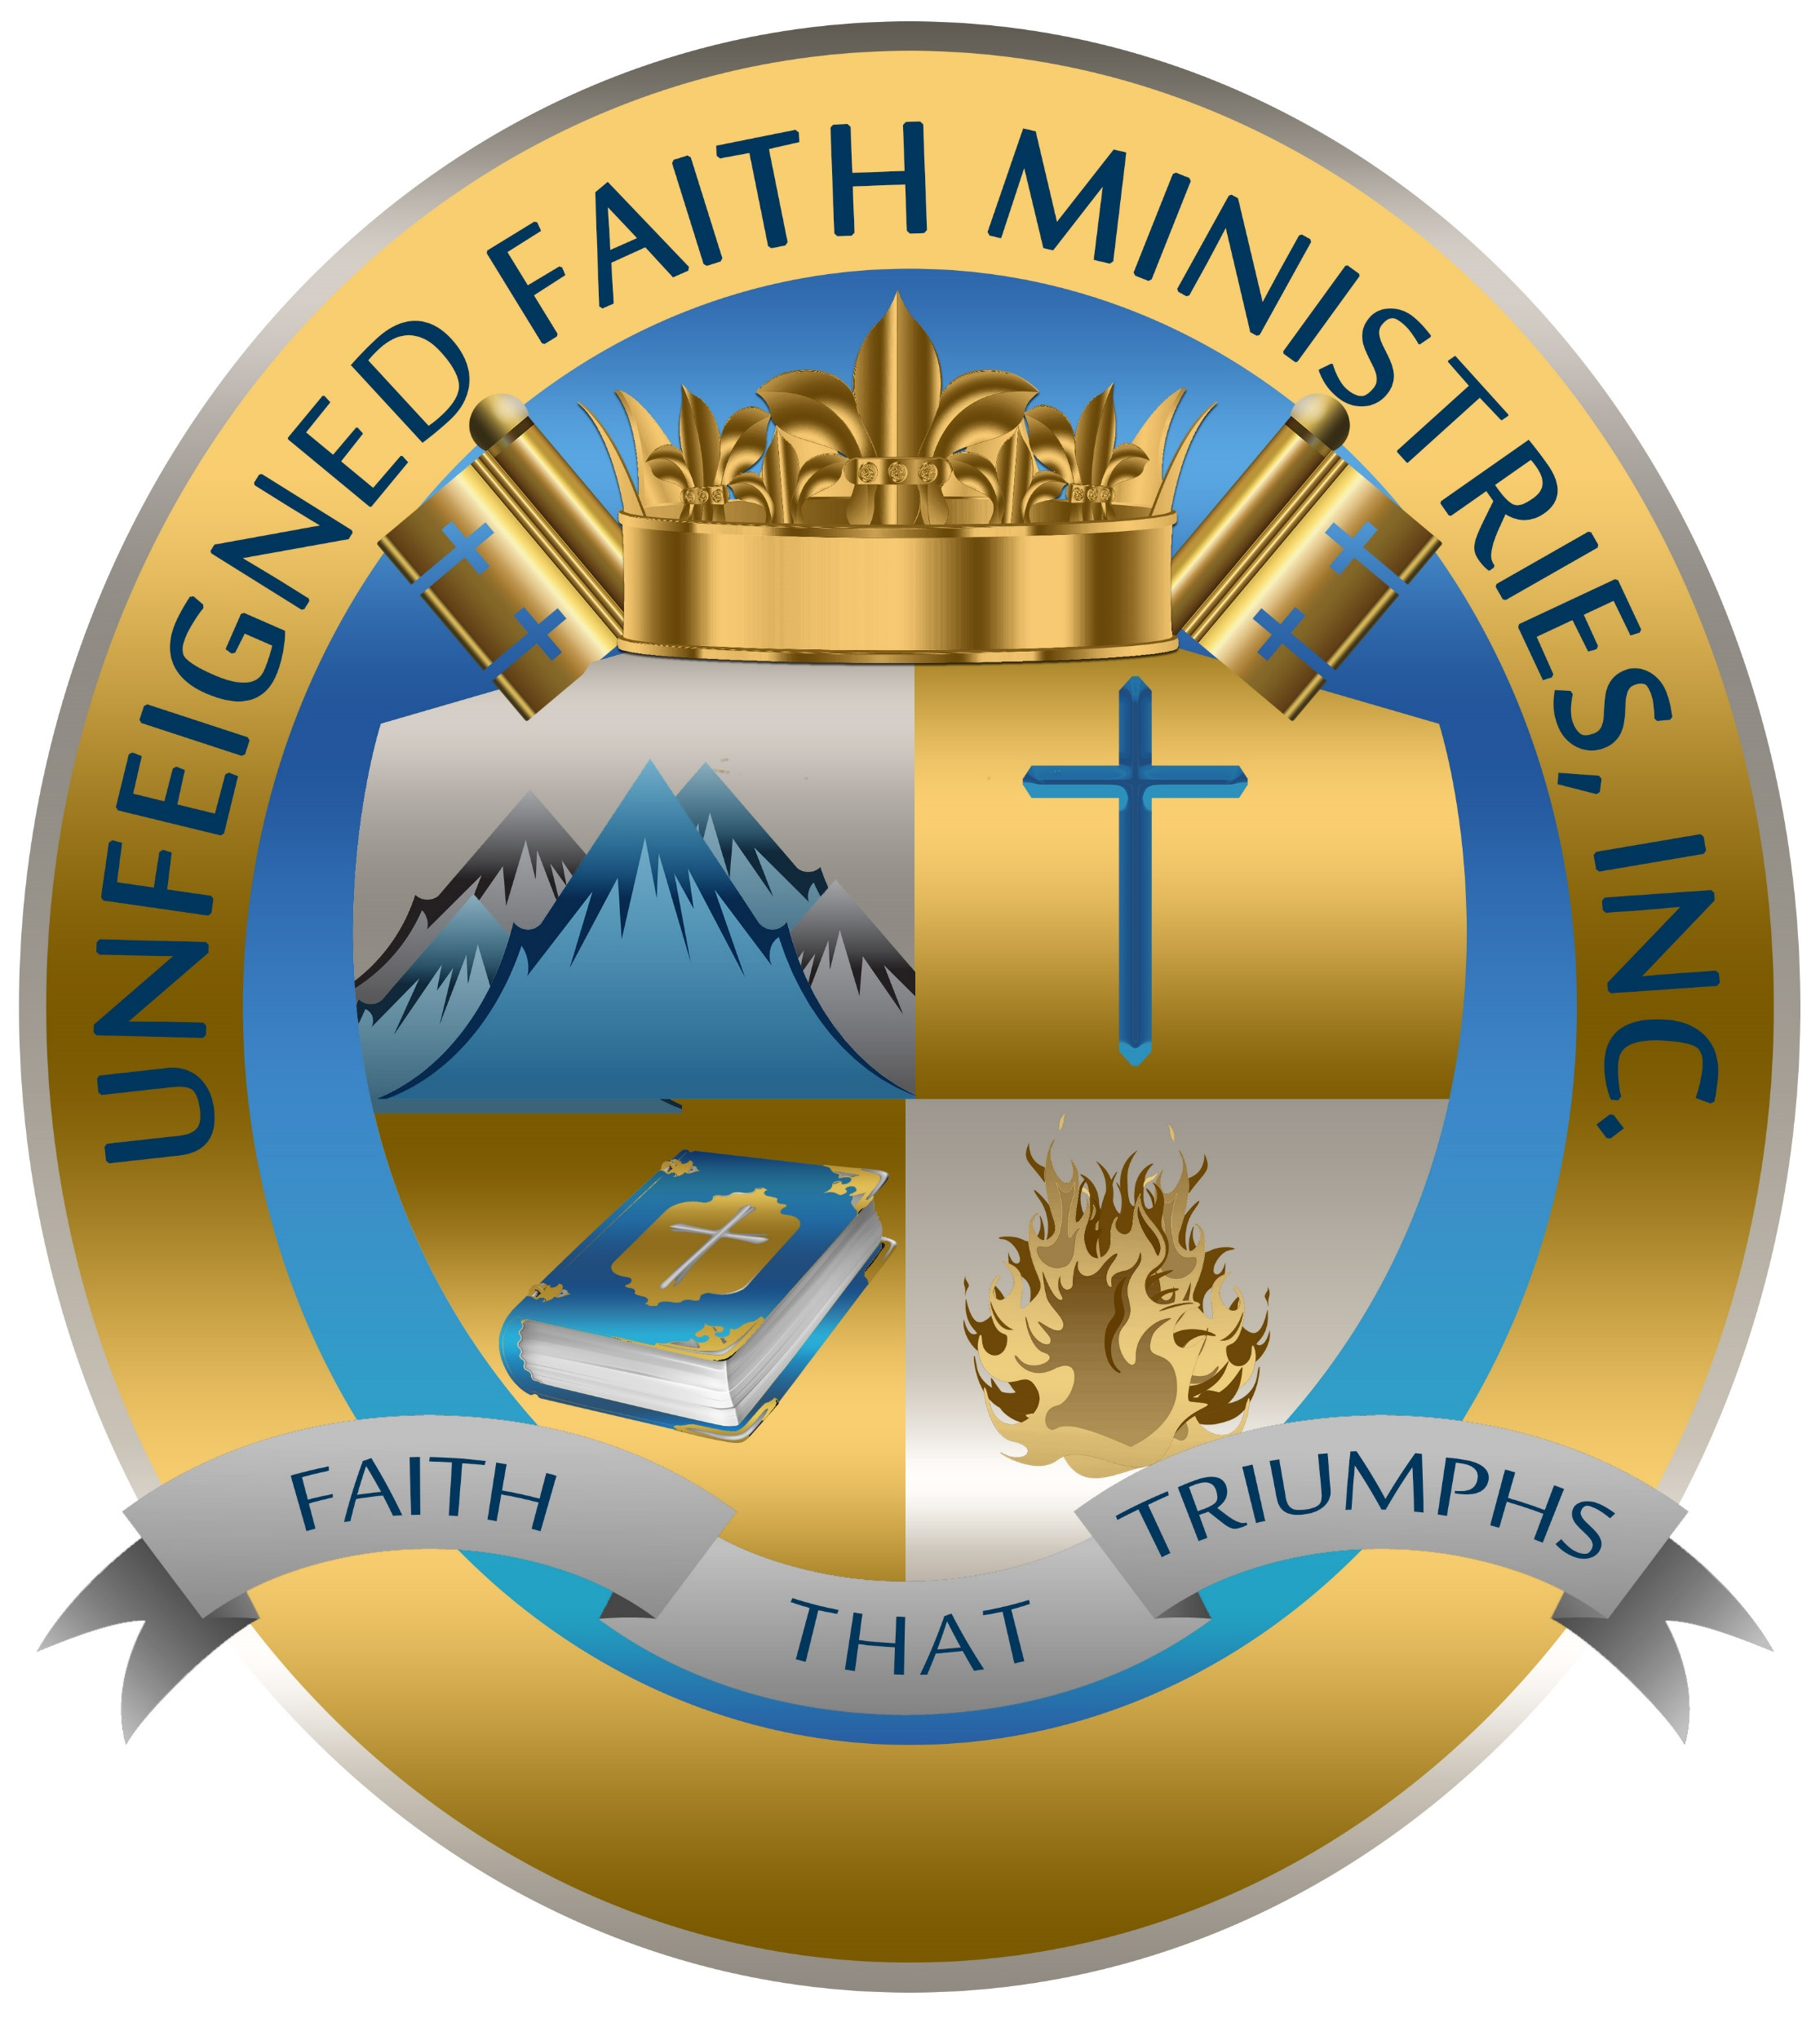 UNFEIGNED FAITH MINISTRIES, INC.
FAITH
THAT
TRIUMPHS